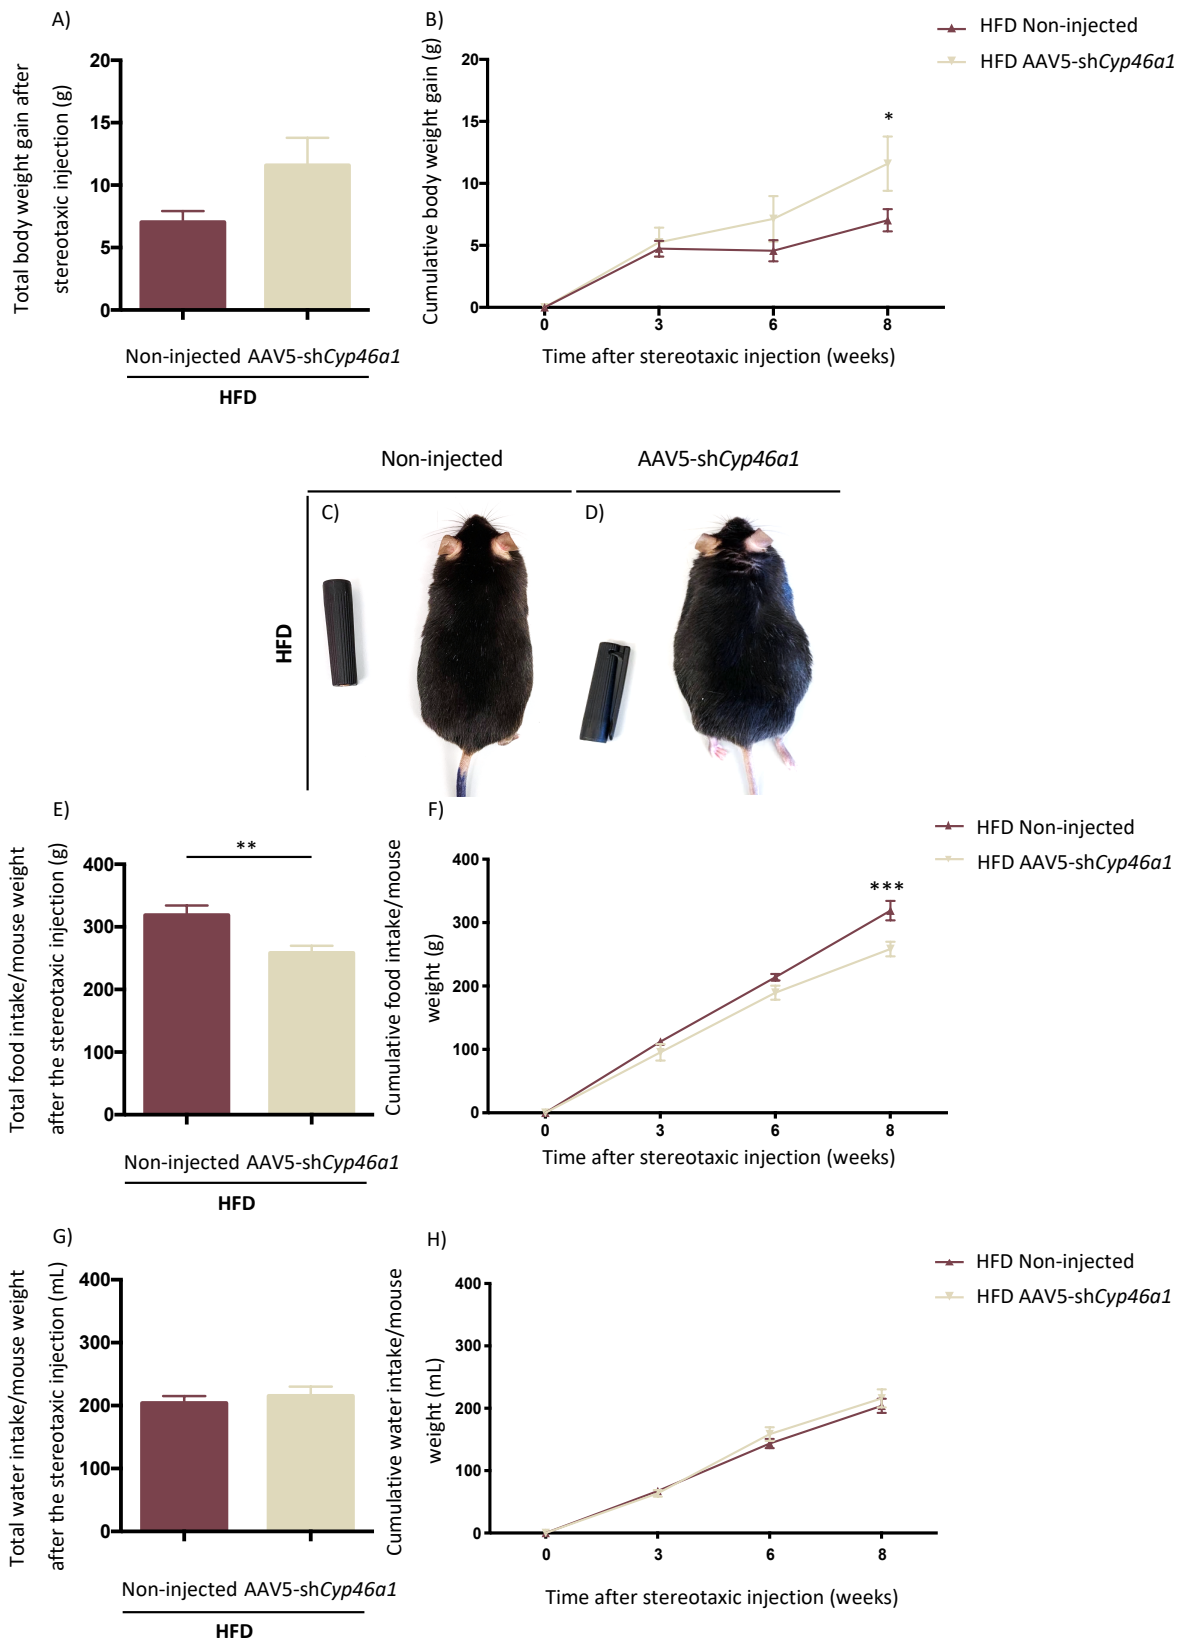 A)
Total body weight gain after
stereotaxic injection (g)
20
15
10
5
0
Non-injected AAV5-shCyp46a1
HFD
B)
Cumulative body weight gain (g)
20
15
10
5
0
*
0 3 6 8
Time after stereotaxic injection (weeks)
HFD Non-injected
HFD AAV5-shCyp46a1
Non-injected AAV5-shCyp46a1
HFD
C)
D)
E)
Total food intake/mouse weight
after the stereotaxic injection (g)
400
300
200
100
0
**
Non-injected AAV5-shCyp46a1
HFD
F)
Cumulative food intake/mouse
weight (g)
400
300
200
100
0
***
0 3 6 8
Time after stereotaxic injection (weeks)
HFD Non-injected
HFD AAV5-shCyp46a1
G)
Total water intake/mouse weight
after the stereotaxic injection (mL)
400
300
200
100
0
Non-injected AAV5-shCyp46a1
HFD
H)
Cumulative water intake/mouse
weight (mL)
400
300
200
100
0
0 3 6 8
Time after stereotaxic injection (weeks)
HFD Non-injected
HFD AAV5-shCyp46a1